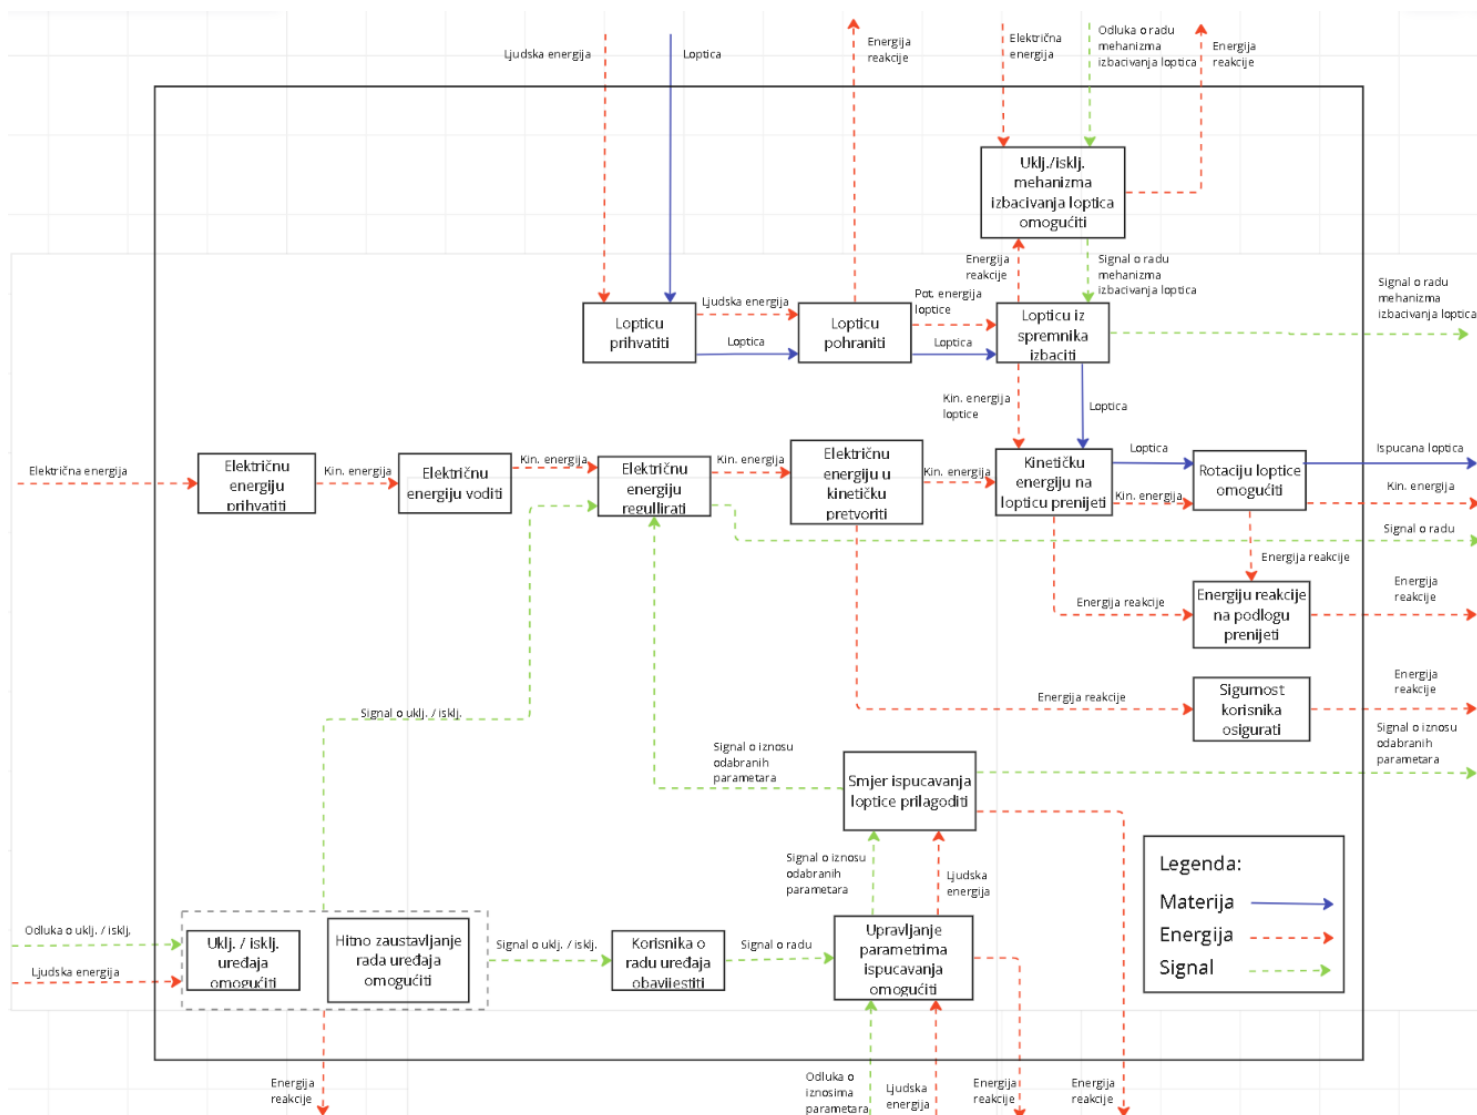 Ljudska energija
Loptica
Energija
reakcije
Električna
energija
Odluka o radu
mehanizma
izbacivanja loptica
Energija
reakcije
Uklj./isklj.
mehanizma
izbacivanja loptica
omogućiti
Energija
reakcije
Signal o radu
mehanizma
izbacivanja loptica
Signal o radu
mehanizma
izbacivanja loptica
Lopticu
prihvatiti
Ljudska energija
Loptica
Lopticu
pohraniti
Pot. energija
loptice
Loptica
Lopticu iz
spremnika
izbaciti
Kin. energija
loptice
Loptica
Električna energija
Električnu
energiju
prihvatiti
Kin. energija
Električnu
energiju voditi
Kin. energija
Električnu
energiju
regullirati
Kin. energija
Električnu
energiju u
kinetičku
pretvoriti
Kin. energija
Kinetičku
energiju na
lopticu prenijeti
Loptica
Kin. energija
Rotaciju loptice
omogućiti
Ispucana loptica
Kin. energija
Signal o radu
Energija reakcije
Energija reakcije
Energiju reakcije
na podlogu
prenijeti
Energija
reakcije
Energija reakcije
Sigurnost
korisnika
osigurati
Energija
reakcije
Signal o uklj. / isklj.
Signal o iznosu
odabranih
parametara
Smjer ispucavanja
loptice prilagoditi
Signal o iznosu
odabranih
parametara
Signal o iznosu
odabranih
parametara
Ljudska
energija
Odluka o uklj. / isklj.
Ljudska energija
Uklj. / isklj.
uređaja
omogućiti
Hitno zaustavljanje
rada uređaja
omogućiti
Signal o uklj. / isklj.
Korisnika o
radu uređaja
obavijestiti
Signal o radu
Upravljanje
parametrima
ispucavanja
omogućiti
Energija
reakcije
Odluka o
iznosima
parametara
Ljudska
energija
Energija
reakcije
Energija
reakcije
Legenda:
Materija
Energija
Signal